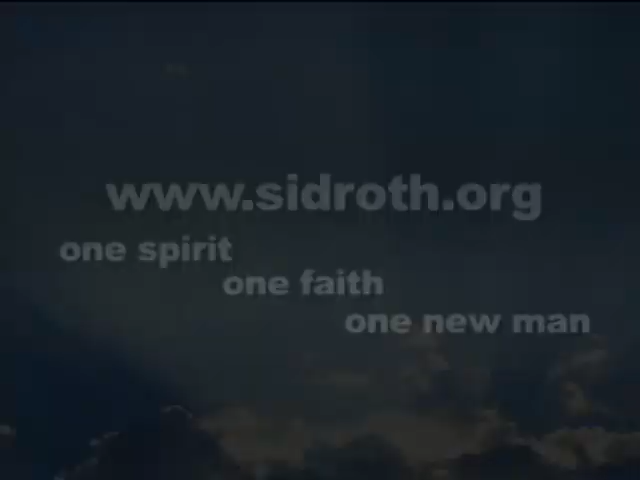 www.sidroth.org
one spirit
one faith
one new man